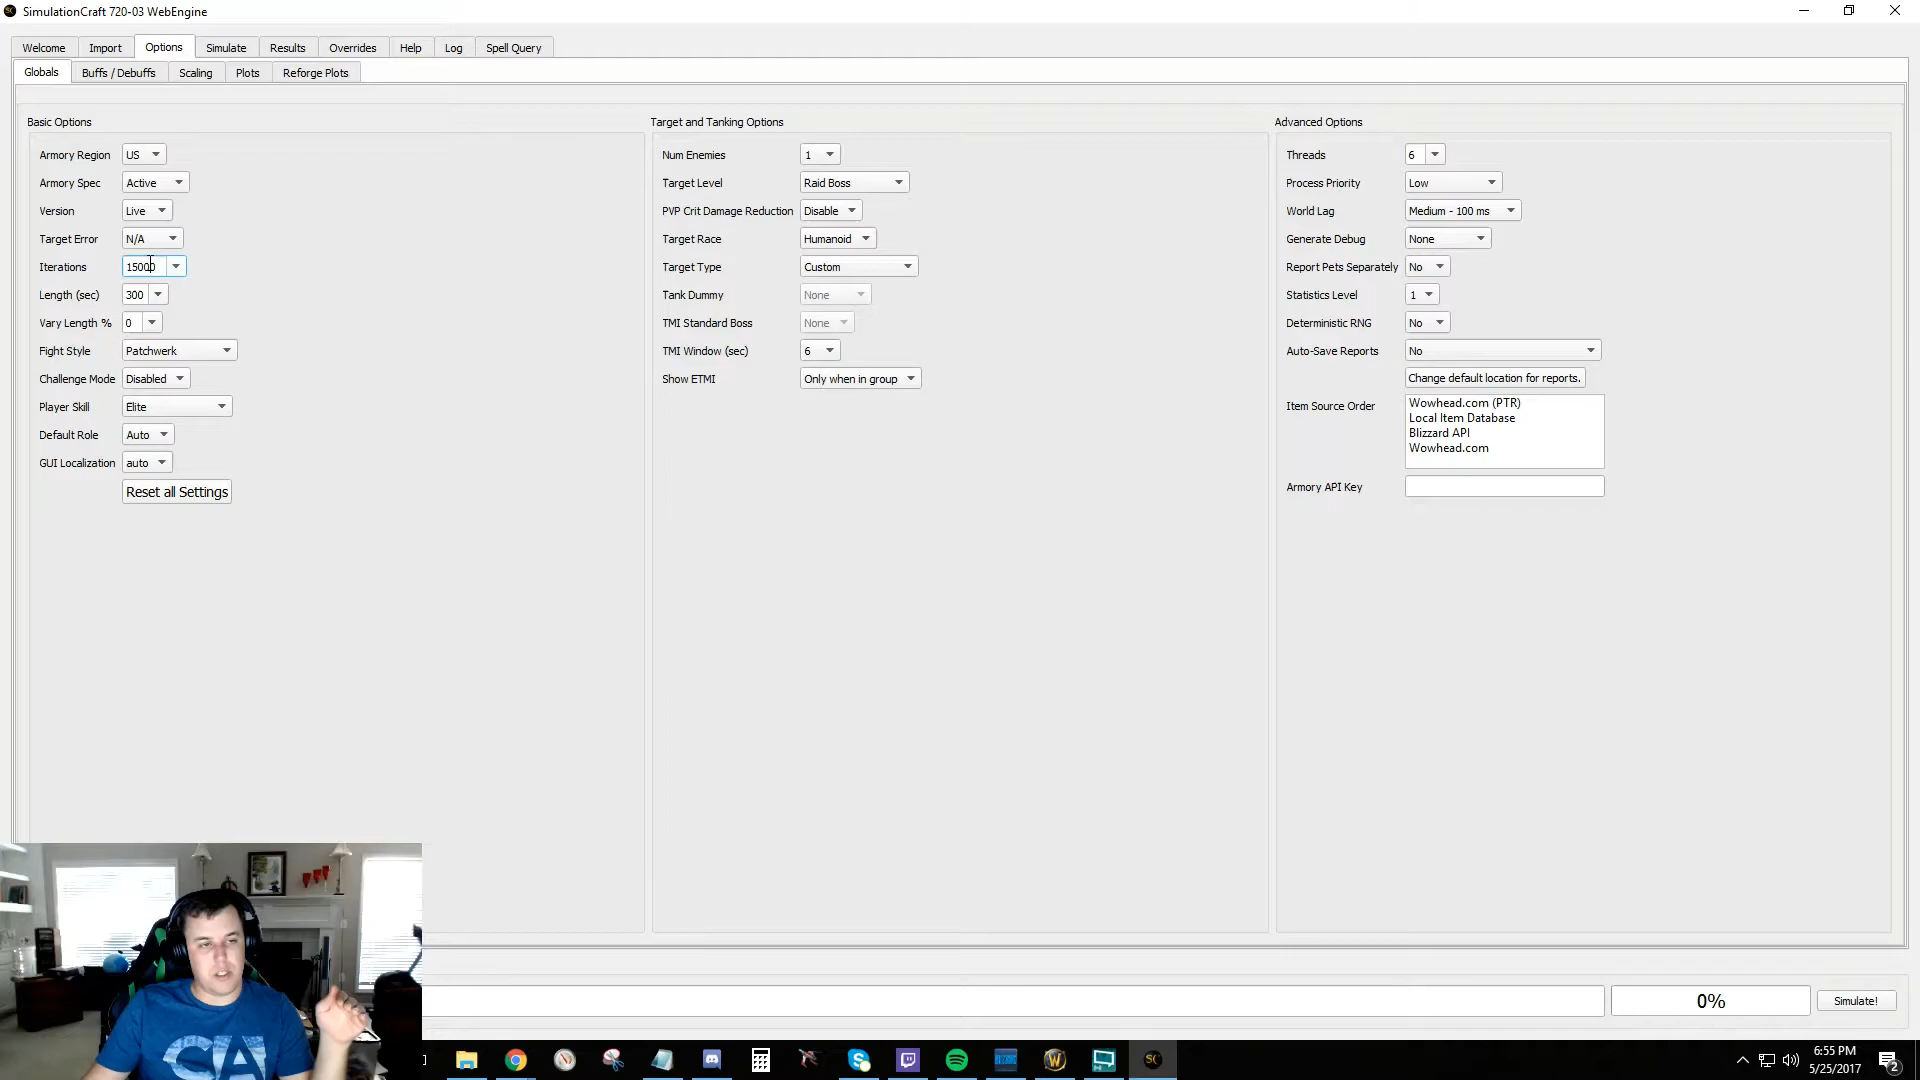 SimulationCraft 720-03 WebEngine
Welcome Import Options Simulate Results Overrides Help Log Spell Query
Globals Buffs / Debuffs Scaling Plots Reforge Plots
Basic Options
Armory Region US
Armory Spec Active
Version Live
Target Error N/A
Iterations 15000
Length (sec) 300
Vary Length % 0
Fight Style Patchwerk
Challenge Mode Disabled
Player Skill Elite
Default Role Auto
GUI Localization auto
Reset all Settings
Target and Tanking Options
Num Enemies 1
Target Level Raid Boss
PVP Crit Damage Reduction Disable
Target Race Humanoid
Target Type Custom
Tank Dummy None
TMI Standard Boss None
TMI Window (sec) 6
Show ETMI Only when in group
Advanced Options
Threads 6
Process Priority Low
World Lag Medium - 100 ms
Generate Debug None
Report Pets Separately No
Statistics Level 1
Deterministic RNG No
Auto-Save Reports No
Change default location for reports.
Item Source Order
Wowhead.com (PTR)
Local Item Database
Blizzard API
Wowhead.com
Armory API Key
0% Simulate!
CA
SC
6:55 PM
5/25/2017
2